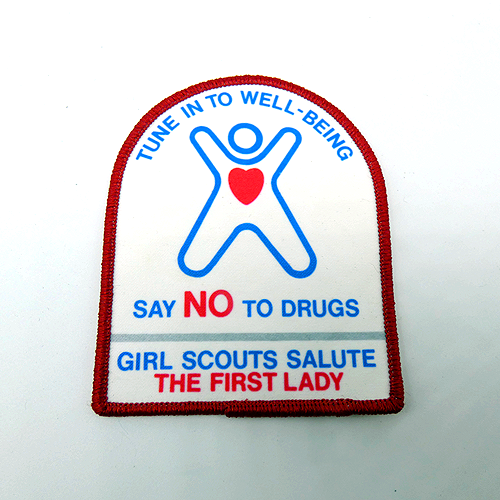 TUNE IN TO WELL-BEING
SAY NO TO DRUGS
GIRL SCOUTS SALUTE
THE FIRST LADY